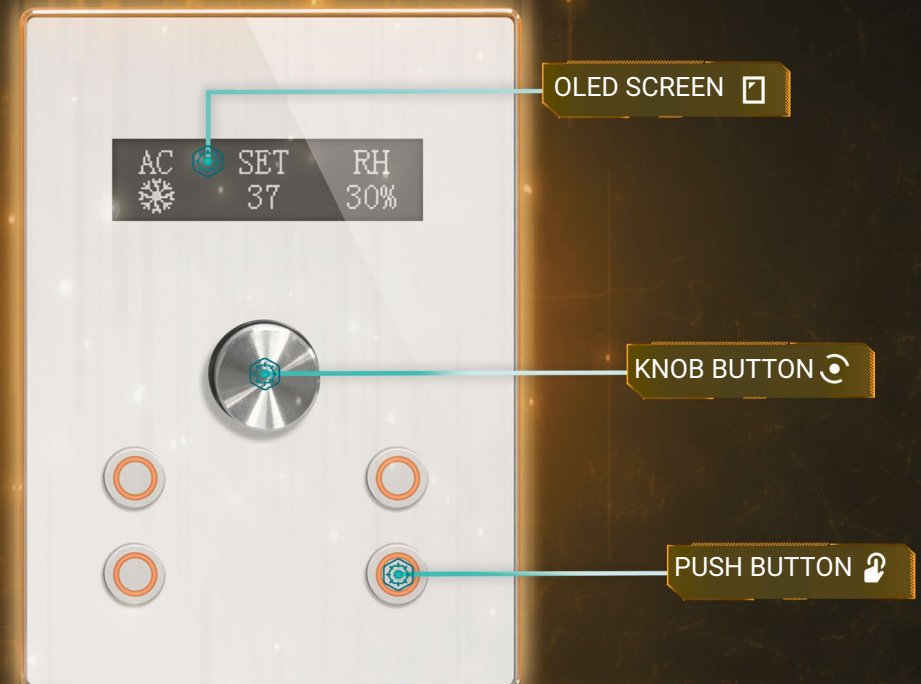 OLED SCREEN
AC SET RH
37 30%
KNOB BUTTON
PUSH BUTTON